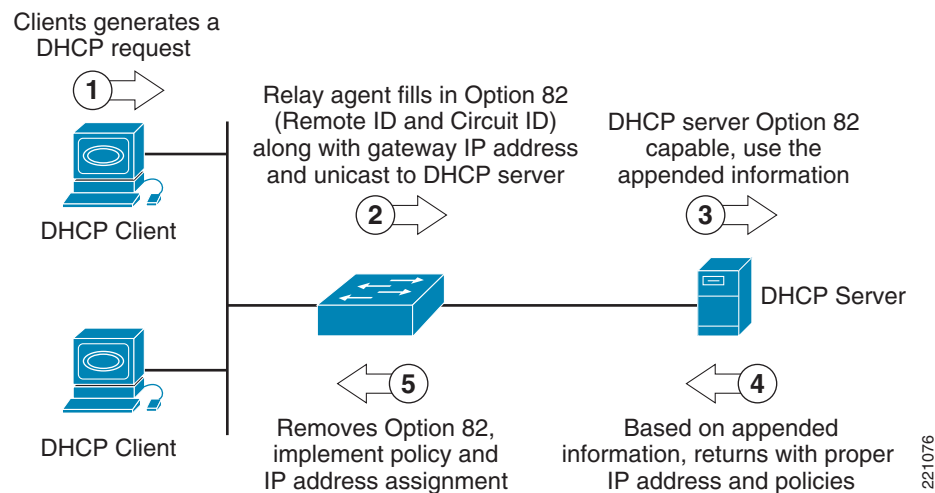 Clients generates a
DHCP request
1
Relay agent fills in Option 82
(Remote ID and Circuit ID)
along with gateway IP address
and unicast to DHCP server
2
DHCP server Option 82
capable, use the
appended information
3
DHCP Client
DHCP Server
DHCP Client
5
Removes Option 82,
implement policy and
IP address assignment
4
Based on appended
information, returns with proper
IP address and policies
221076